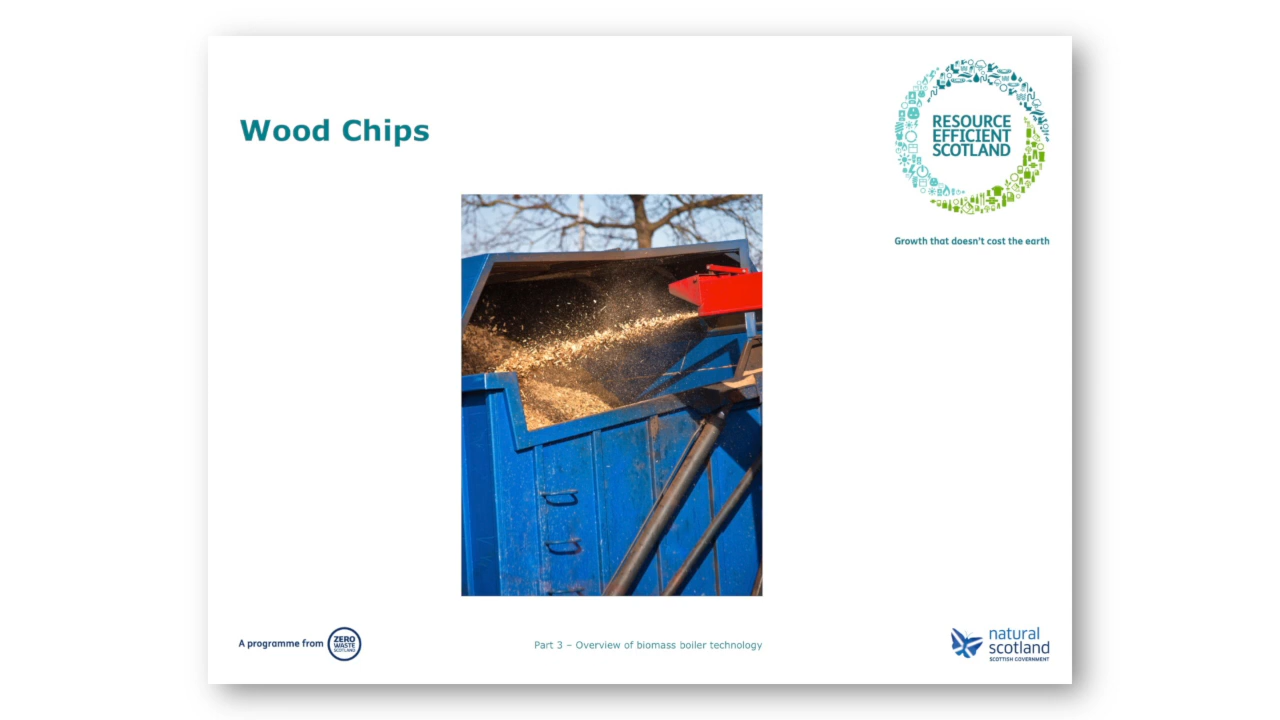 Wood Chips
RESOURCE
EFFICIENT
SCOTLAND
Growth that doesn't cost the earth
A programme from
ZERO
WASTE
SCOTLAND
Part 3 – Overview of biomass boiler technology
natural
scotland
SCOTTISH GOVERNMENT